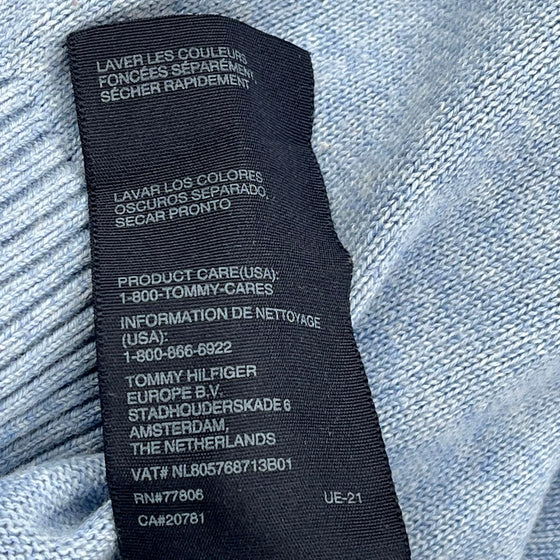 LAVER LES COULEURS
FONCÉES SÉPARÉMENT
SÉCHER RAPIDEMENT
LAVAR LOS COLORES
OSCUROS SEPARADO,
SECAR PRONTO
PRODUCT CARE(USA):
1-800-TOMMY-CARES
INFORMATION DE NETTOYAGE
(USA):
1-800-866-6922
TOMMY HILFIGER
EUROPE B.V.
STADHOUDERSKADE 6
AMSTERDAM,
THE NETHERLANDS
VAT# NL805768713B01
RN#77806 UE-21
CA#20781